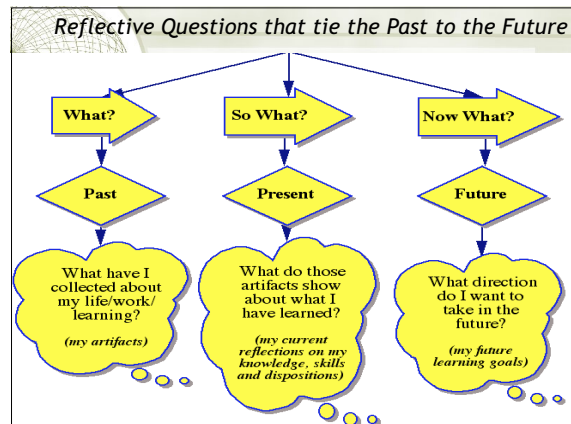 Reflective Questions that tie the Past to the Future
What?
So What?
Now What?
Past
Present
Future
What have I
collected about
my life/work/
learning?
(my artifacts)
What do those
artifacts show
about what I
have learned?
(my current
reflections on my
knowledge, skills
and dispositions)
What direction
do I want to
take in the
future?
(my future
learning goals)